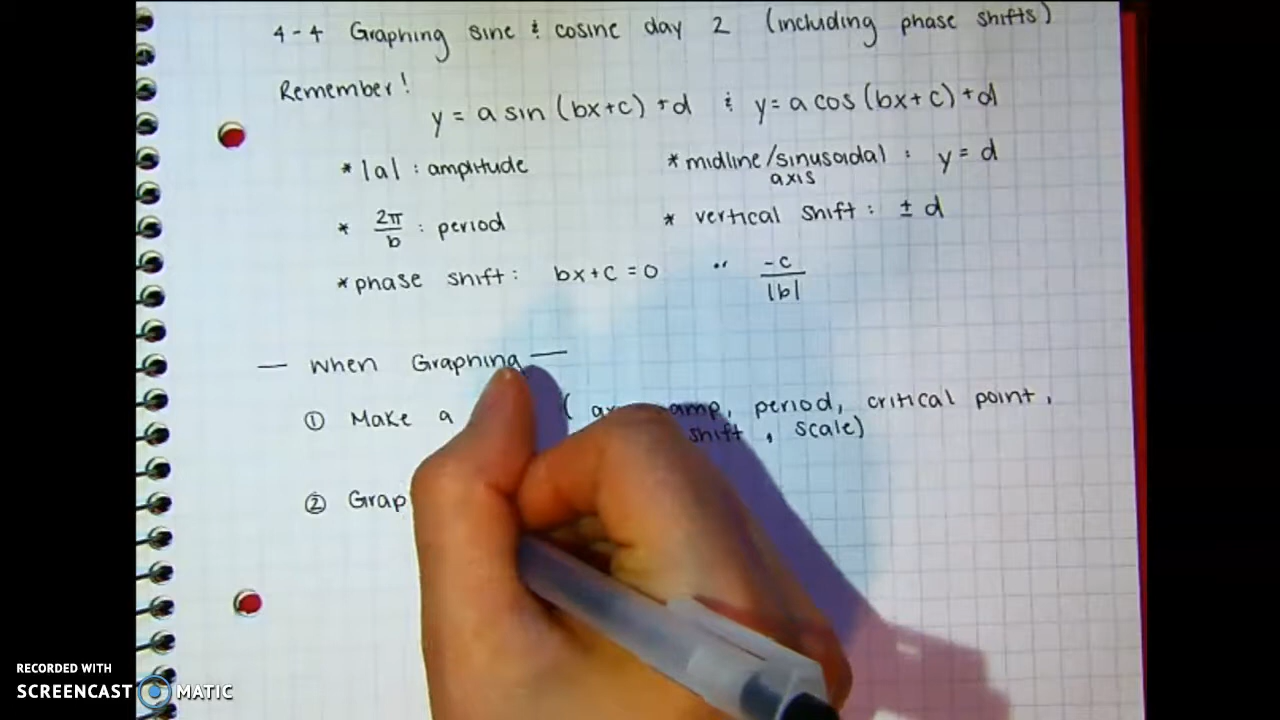 4-4 Graphing sine & cosine day 2 (including phase shifts)
Remember!
y = a sin (bx+c) +d & y= a cos (bx+c) +d
* |a| : amplitude
* midline/sinusoidal axis : y = d
* 2π/b : period
* vertical shift : ± d
* phase shift : bx+c =0 or -c/|b|
— When Graphing —
① Make a ( amp, period, critical point,
shift, scale)
② Grap
RECORDED WITH
SCREENCAST MATIC